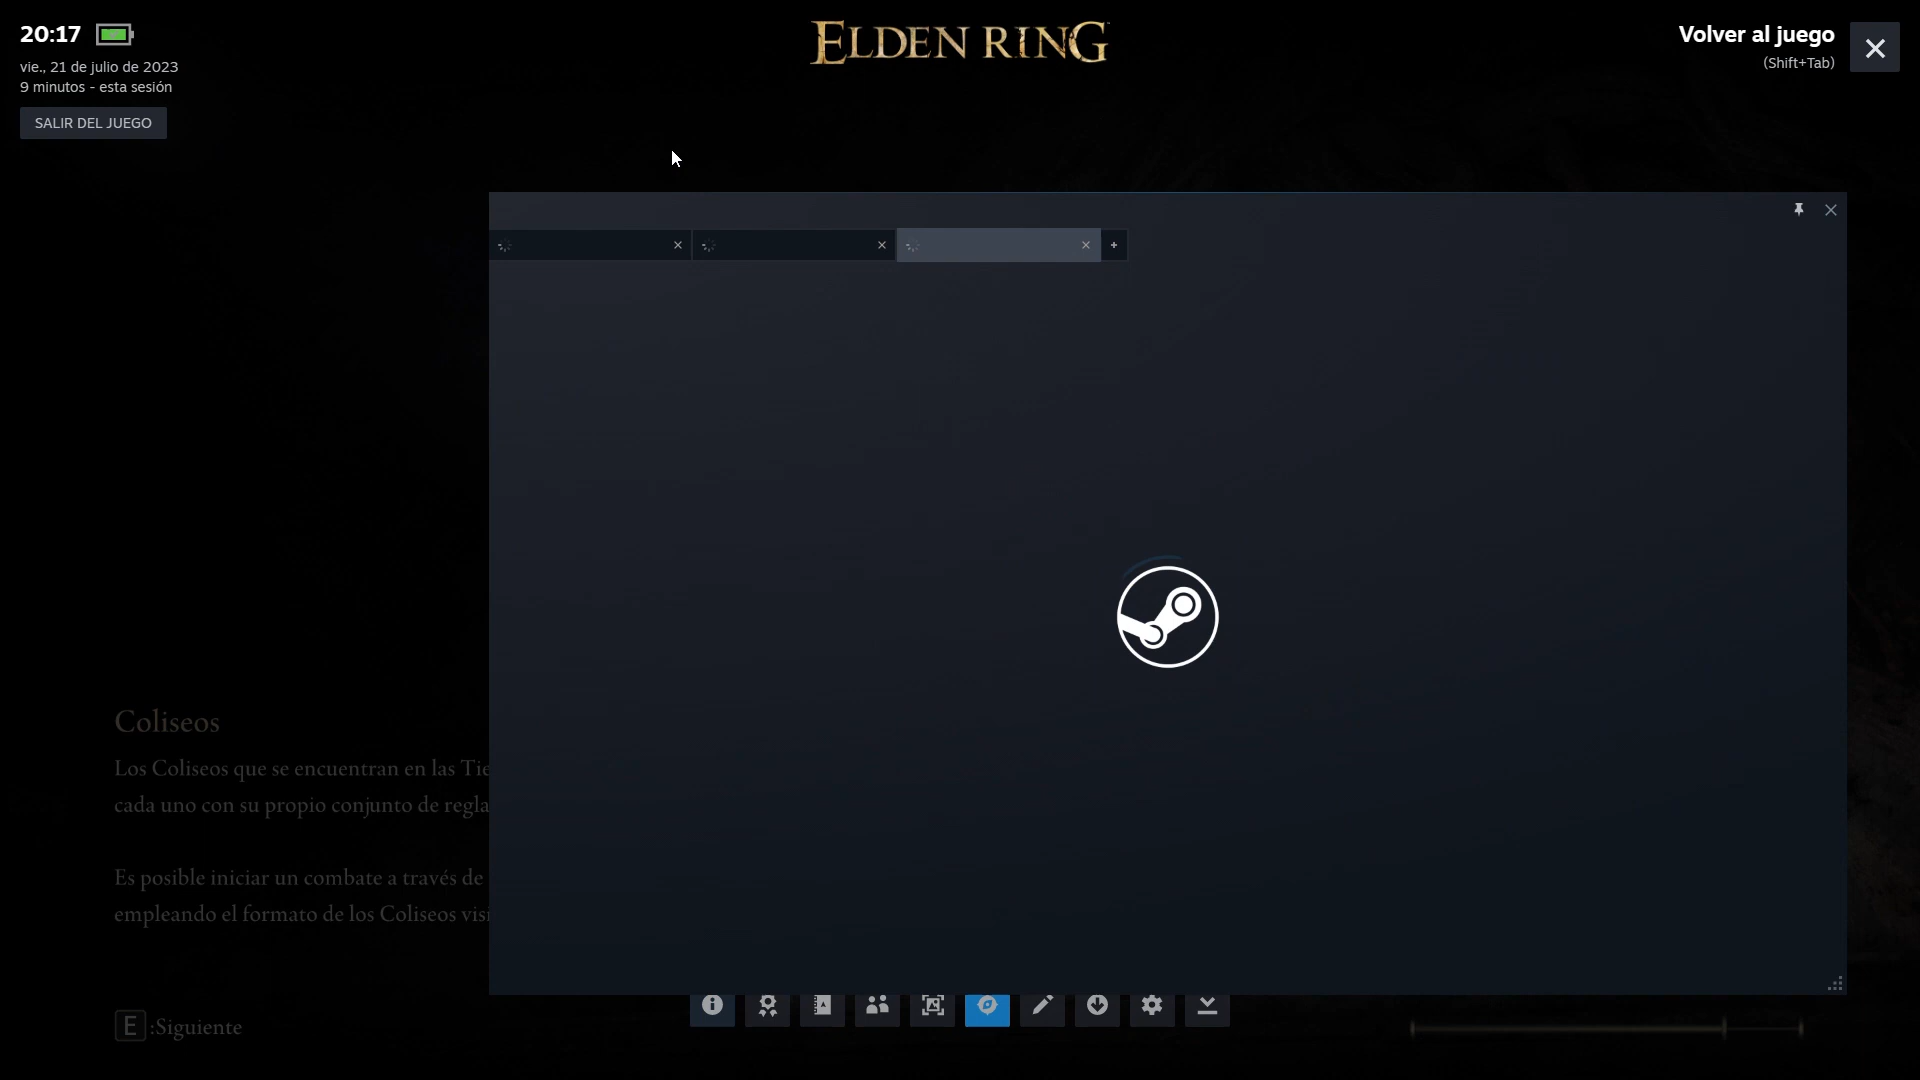 20:17
vie., 21 de julio de 2023
9 minutos - esta sesión
SALIR DEL JUEGO
ELDEN RING
Volver al juego
(Shift+Tab)
Coliseos
Los Coliseos que se encuentran en las Tie
cada uno con su propio conjunto de regla
Es posible iniciar un combate a través de
empleando el formato de los Coliseos visi
E :Siguiente